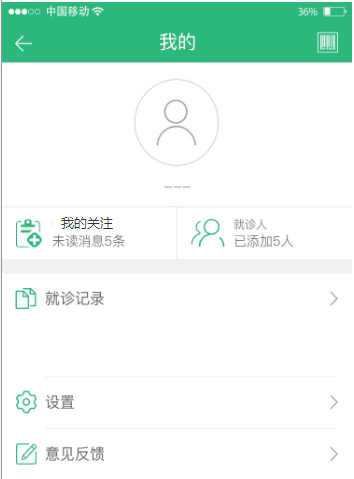 中国移动 36%
我的
---
我的关注
未读消息5条
就诊人
已添加5人
就诊记录
设置
意见反馈